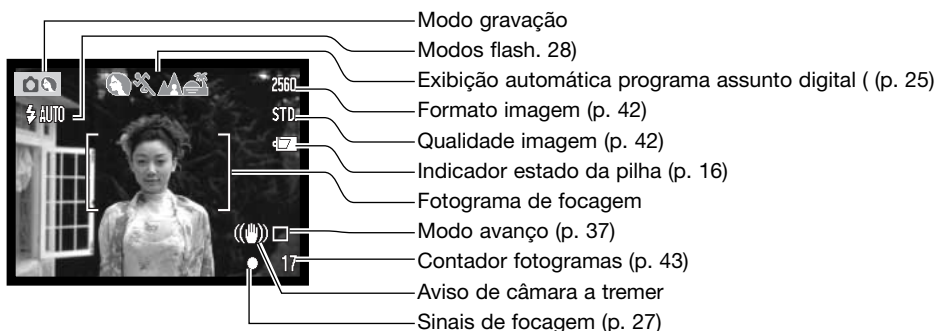 Modo gravação
Modos flash. 28)
Exibição automática programa assunto digital ( (p. 25)
2560
Formato imagem (p. 42)
AUTO
STD.
Qualidade imagem (p. 42)
Indicador estado da pilha (p. 16)
Fotograma de focagem
Modo avanço (p. 37)
17
Contador fotogramas (p. 43)
Aviso de câmara a tremer
Sinais de focagem (p. 27)